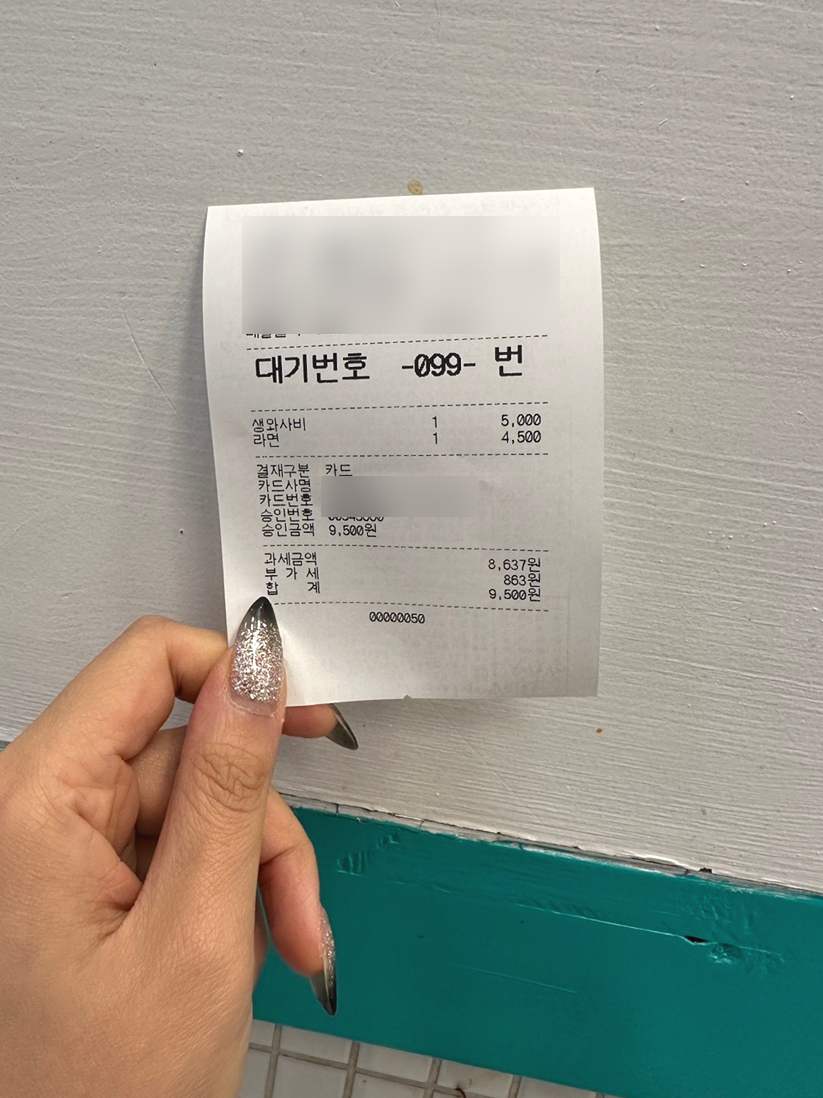 대기번호 -099- 번
생와사비 1 5,000
라면 1 4,500
결재구분 카드
카드사명
카드번호
승인번호
승인금액 9,500원
과세금액 8,637원
부 가 세 863원
합 계 9,500원
00000050